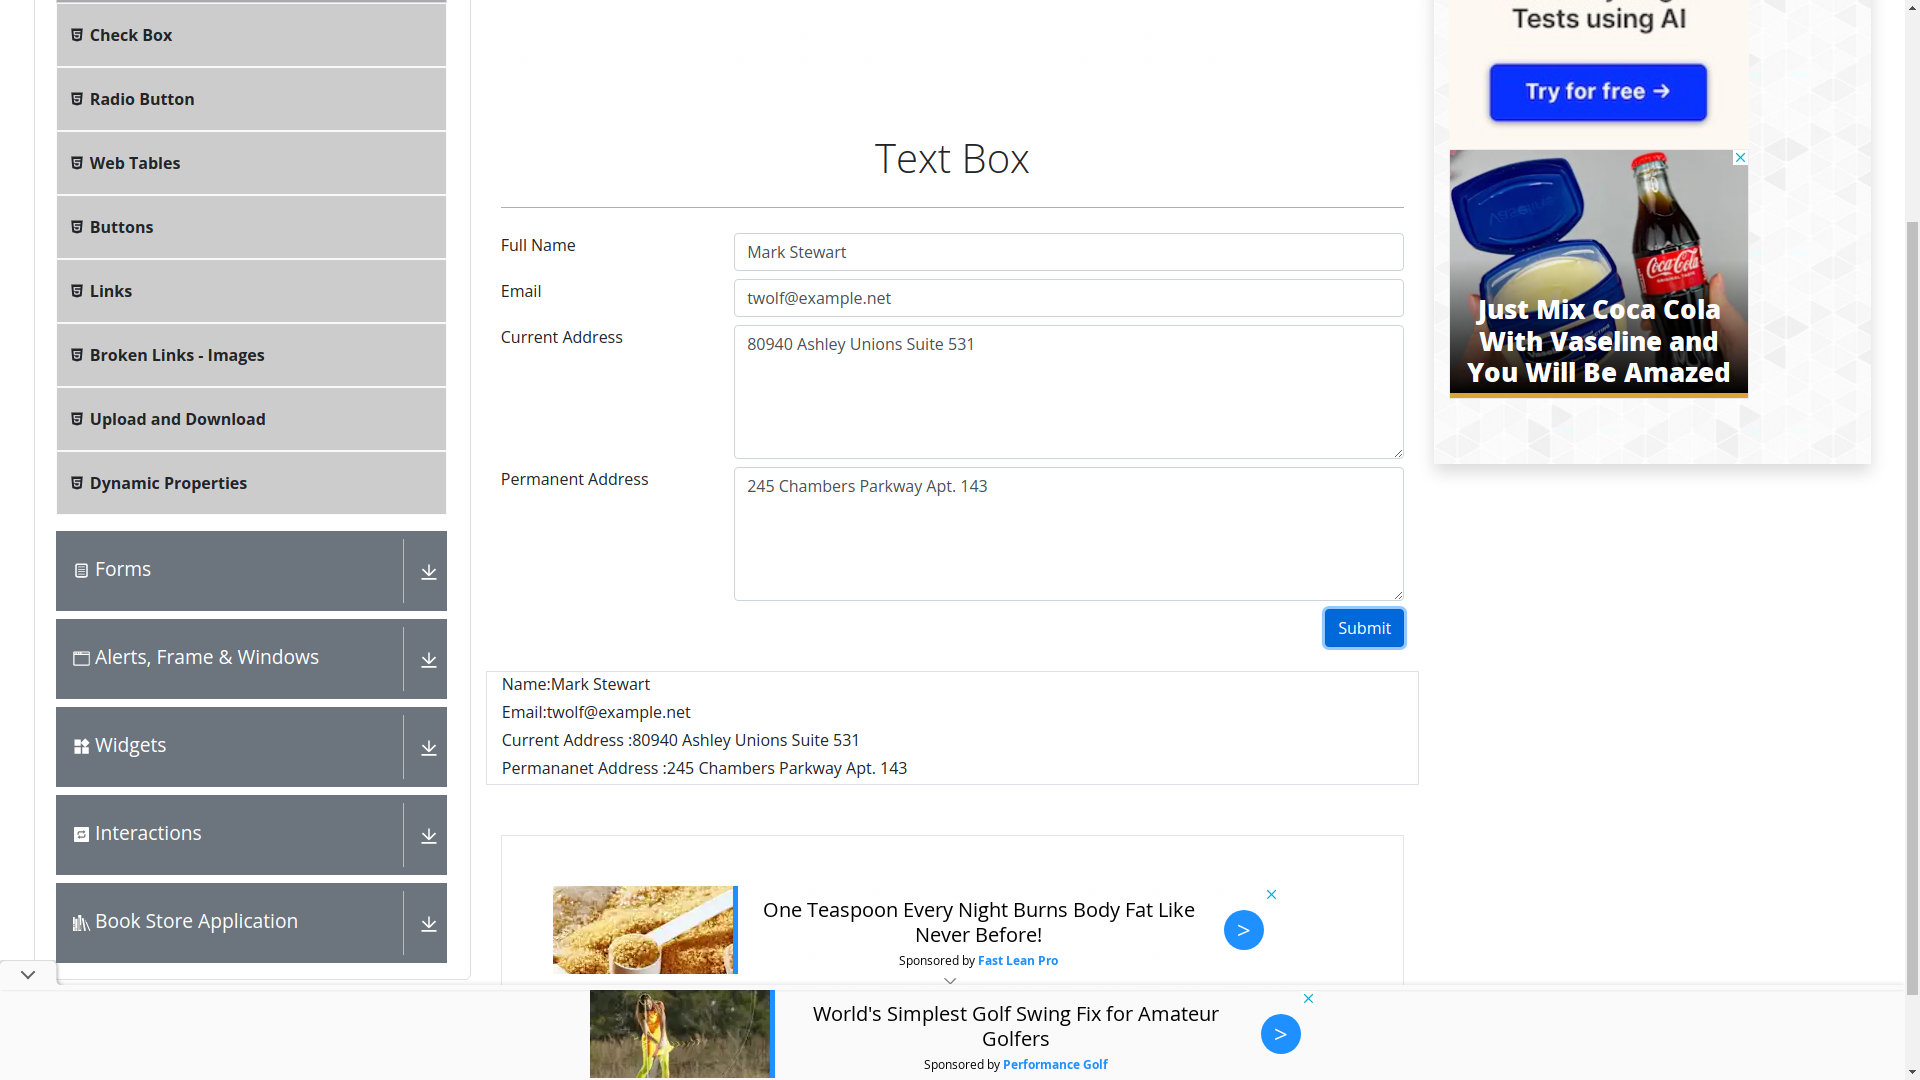 Check Box
Radio Button
Web Tables
Buttons
Links
Broken Links - Images
Upload and Download
Dynamic Properties
Forms
Alerts, Frame & Windows
Widgets
Interactions
Book Store Application
Text Box
Full Name
Mark Stewart
Email
twolf@example.net
Current Address
80940 Ashley Unions Suite 531
Permanent Address
245 Chambers Parkway Apt. 143
Submit
Name:Mark Stewart
Email:twolf@example.net
Current Address :80940 Ashley Unions Suite 531
Permananet Address :245 Chambers Parkway Apt. 143
One Teaspoon Every Night Burns Body Fat Like
Never Before!
Sponsored by Fast Lean Pro
>
World's Simplest Golf Swing Fix for Amateur
Golfers
Sponsored by Performance Golf
>
Tests using AI
Try for free →
Vaseline
Coca-Cola
Just Mix Coca Cola
With Vaseline and
You Will Be Amazed